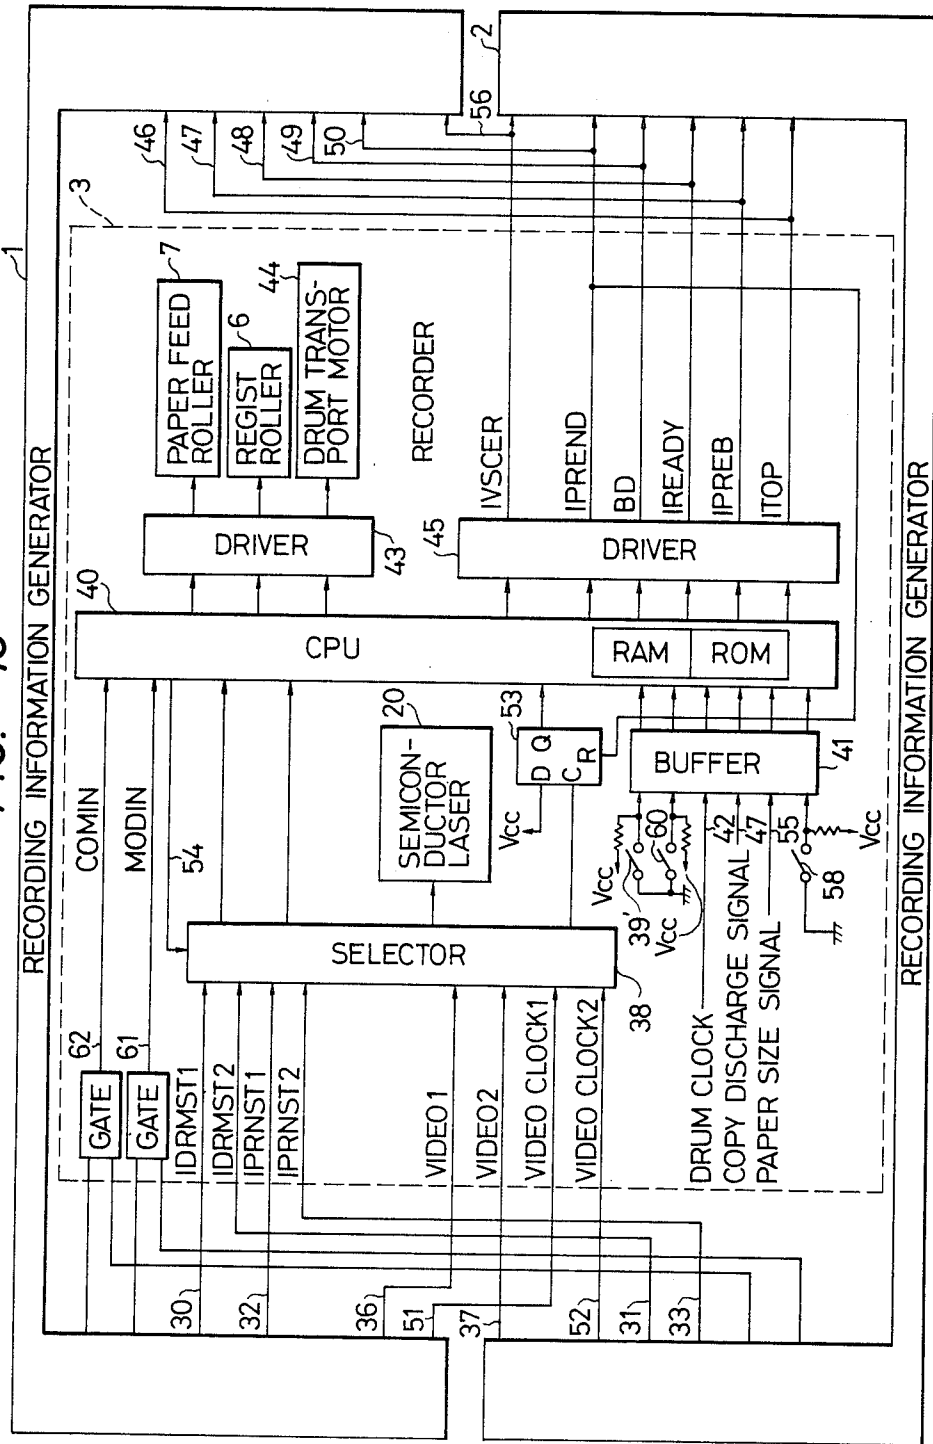 RECORDING INFORMATION GENERATOR
1
3
2
62
GATE
COMIN
61
GATE
MODIN
54
40
CPU
RAM
ROM
DRIVER
43
PAPER FEED
ROLLER
7
REGIST
ROLLER
6
DRUM TRANS-
PORT MOTOR
44
RECORDER
46
47
48
49
50
56
30
IDRMST1
IDRMST2
32
IPRNST1
IPRNST2
36
VIDEO1
51
VIDEO2
37
VIDEO CLOCK1
52
VIDEO CLOCK2
31
33
SELECTOR
38
SEMICON-
DUCTOR
LASER
20
53
D Q
C R
Vcc
45
DRIVER
IVSCER
IPREND
BD
IREADY
IPREB
ITOP
BUFFER
41
Vcc
39'
60
Vcc
DRUM CLOCK
42
COPY DISCHARGE SIGNAL
47
PAPER SIZE SIGNAL
55
58
Vcc
RECORDING INFORMATION GENERATOR